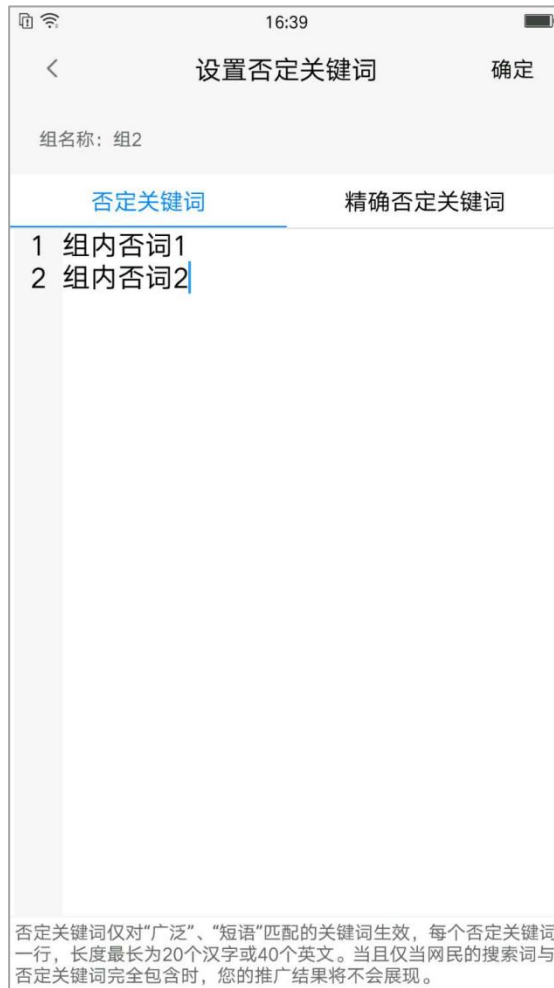 16:39
设置否定关键词 确定
组名称：组2
否定关键词 精确否定关键词
1 组内否词1
2 组内否词2
否定关键词仅对“广泛”、“短语”匹配的关键词生效，每个否定关键词
一行，长度最长为20个汉字或40个英文。当且仅当网民的搜索词与
否定关键词完全包含时，您的推广结果将不会展现。